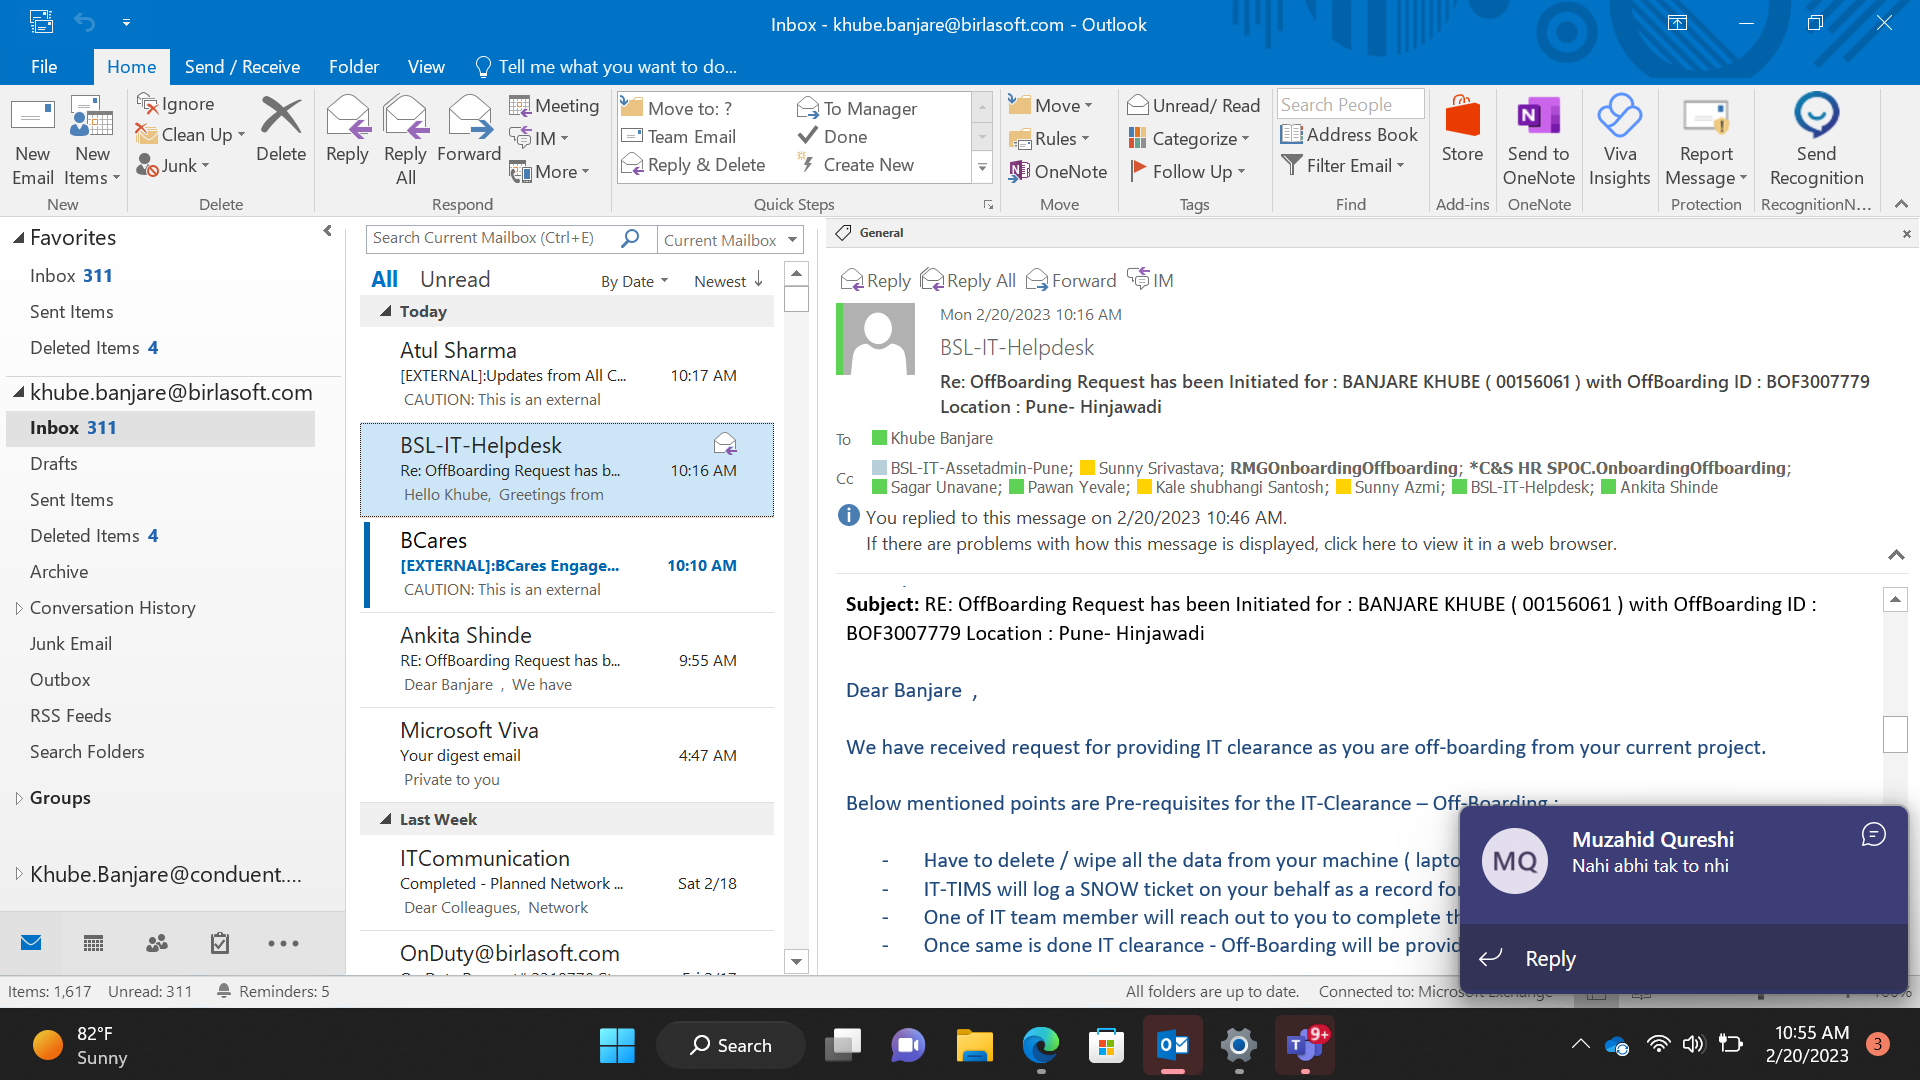 Inbox - khube.banjare@birlasoft.com - Outlook
File
Home
Send / Receive
Folder
View
Tell me what you want to do...
New Email
New Items
Ignore
Clean Up
Junk
Delete
Reply
Reply All
Forward
Meeting
IM
More
Move to: ?
Team Email
Reply & Delete
To Manager
Done
Create New
Move
Rules
OneNote
Unread/ Read
Categorize
Follow Up
Search People
Address Book
Filter Email
Store
Send to OneNote
Viva Insights
Report Message
Send Recognition
New
Delete
Respond
Quick Steps
Move
Tags
Find
Add-ins
OneNote
Protection
RecognitionN...
Favorites
Inbox 311
Sent Items
Deleted Items 4
khube.banjare@birlasoft.com
Inbox 311
Drafts
Sent Items
Deleted Items 4
Archive
Conversation History
Junk Email
Outbox
RSS Feeds
Search Folders
Groups
Khube.Banjare@conduent....
Search Current Mailbox (Ctrl+E)
Current Mailbox
All
Unread
By Date
Newest
Today
Atul Sharma
[EXTERNAL]:Updates from All C... 10:17 AM
CAUTION: This is an external
BSL-IT-Helpdesk
Re: OffBoarding Request has b... 10:16 AM
Hello Khube, Greetings from
BCares
[EXTERNAL]:BCares Engage... 10:10 AM
CAUTION: This is an external
Ankita Shinde
RE: OffBoarding Request has b... 9:55 AM
Dear Banjare , We have
Microsoft Viva
Your digest email 4:47 AM
Private to you
Last Week
ITCommunication
Completed - Planned Network ... Sat 2/18
Dear Colleagues, Network
OnDuty@birlasoft.com
General
Reply
Reply All
Forward
IM
Mon 2/20/2023 10:16 AM
BSL-IT-Helpdesk
Re: OffBoarding Request has been Initiated for : BANJARE KHUBE ( 00156061 ) with OffBoarding ID : BOF3007779
Location : Pune- Hinjawadi
To Khube Banjare
Cc BSL-IT-Assetadmin-Pune; Sunny Srivastava; RMGOnboardingOffboarding; *C&S HR SPOC.OnboardingOffboarding;
Sagar Unavane; Pawan Yevale; Kale shubhangi Santosh; Sunny Azmi; BSL-IT-Helpdesk; Ankita Shinde
You replied to this message on 2/20/2023 10:46 AM.
If there are problems with how this message is displayed, click here to view it in a web browser.
Subject: RE: OffBoarding Request has been Initiated for : BANJARE KHUBE ( 00156061 ) with OffBoarding ID :
BOF3007779 Location : Pune- Hinjawadi
Dear Banjare ,
We have received request for providing IT clearance as you are off-boarding from your current project.
Below mentioned points are Pre-requisites for the IT-Clearance – Off-Boarding :
- Have to delete / wipe all the data from your machine ( lapto
- IT-TIMS will log a SNOW ticket on your behalf as a record fo
- One of IT team member will reach out to you to complete th
- Once same is done IT clearance - Off-Boarding will be provid
MQ
Muzahid Qureshi
Nahi abhi tak to nhi
Reply
Items: 1,617
Unread: 311
Reminders: 5
All folders are up to date.
Connected to: Microsoft Exchange
82°F
Sunny
Search
9+
10:55 AM
2/20/2023
3